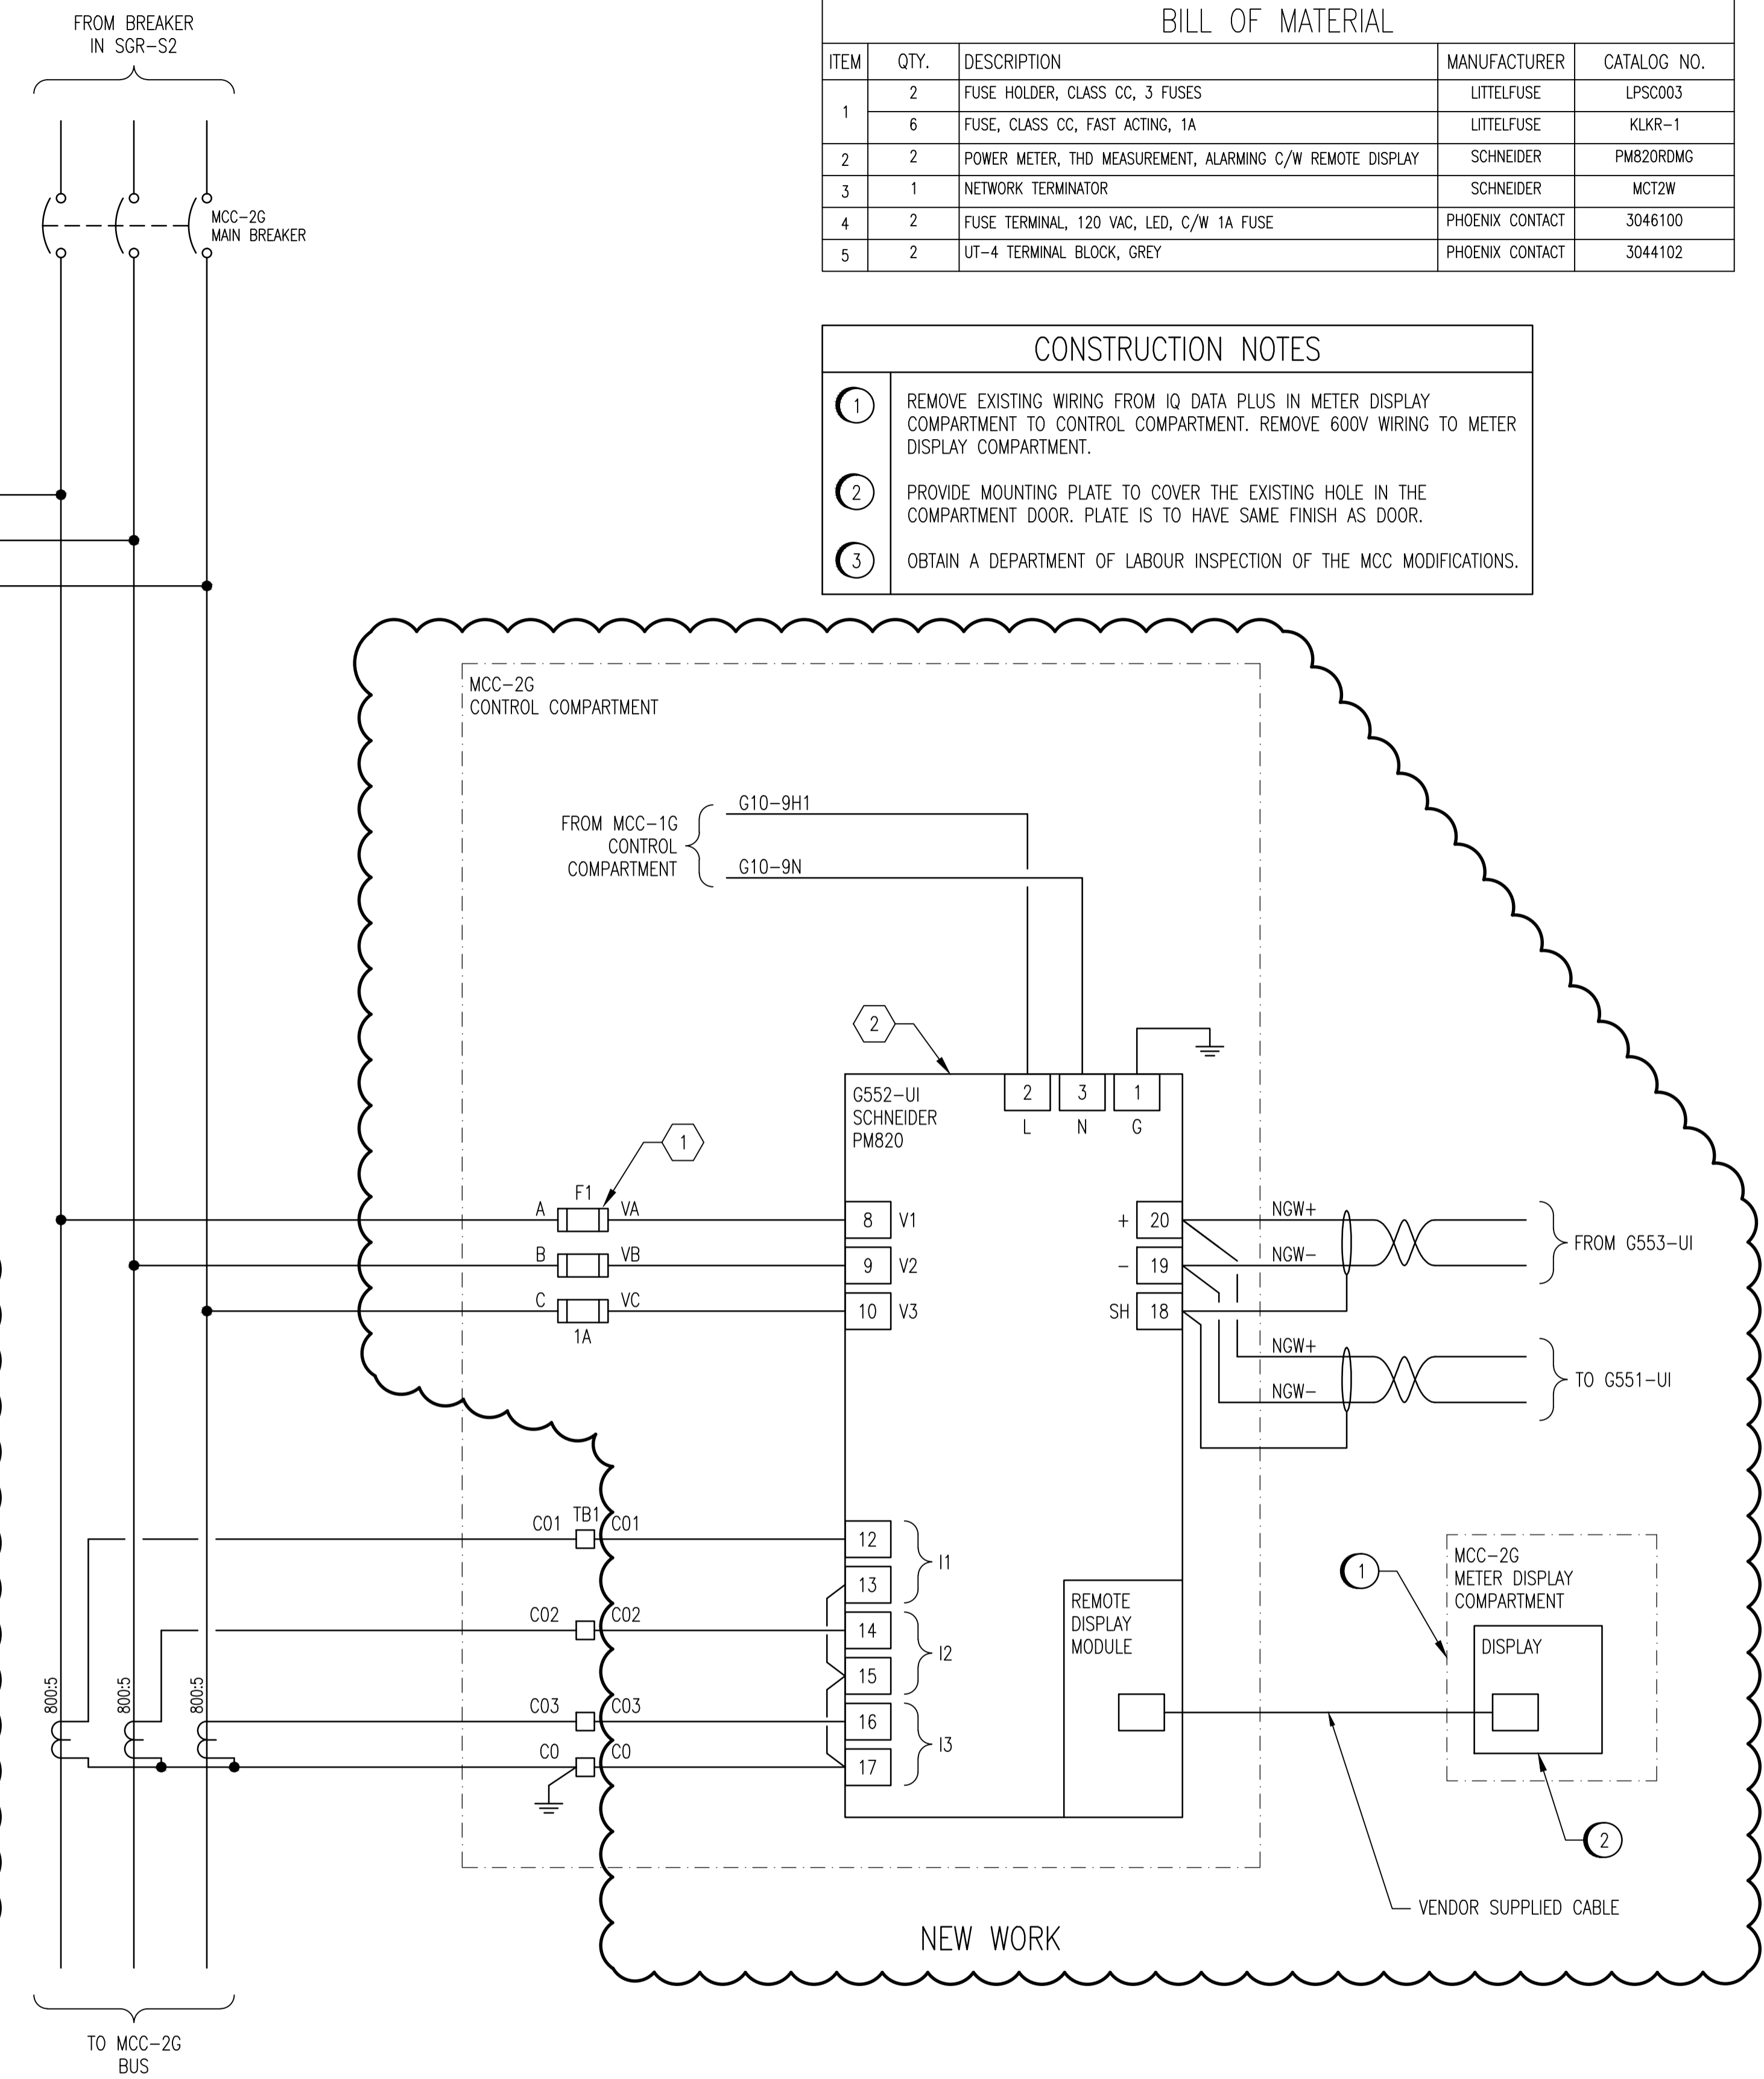 FROM BREAKER
IN SGR-S2
MCC-2G
MAIN BREAKER
BILL OF MATERIAL
ITEM QTY. DESCRIPTION MANUFACTURER CATALOG NO.
1 2 FUSE HOLDER, CLASS CC, 3 FUSES LITTELFUSE LPSC003
6 FUSE, CLASS CC, FAST ACTING, 1A LITTELFUSE KLKR-1
2 2 POWER METER, THD MEASUREMENT, ALARMING C/W REMOTE DISPLAY SCHNEIDER PM820RDMG
3 1 NETWORK TERMINATOR SCHNEIDER MCT2W
4 2 FUSE TERMINAL, 120 VAC, LED, C/W 1A FUSE PHOENIX CONTACT 3046100
5 2 UT-4 TERMINAL BLOCK, GREY PHOENIX CONTACT 3044102
CONSTRUCTION NOTES
1 REMOVE EXISTING WIRING FROM IQ DATA PLUS IN METER DISPLAY
COMPARTMENT TO CONTROL COMPARTMENT. REMOVE 600V WIRING TO METER
DISPLAY COMPARTMENT.
2 PROVIDE MOUNTING PLATE TO COVER THE EXISTING HOLE IN THE
COMPARTMENT DOOR. PLATE IS TO HAVE SAME FINISH AS DOOR.
3 OBTAIN A DEPARTMENT OF LABOUR INSPECTION OF THE MCC MODIFICATIONS.
MCC-2G
CONTROL COMPARTMENT
FROM MCC-1G
CONTROL
COMPARTMENT
G10-9H1
G10-9N
2
G552-UI
SCHNEIDER
PM820
2 3 1
L N G
1
F1
A VA 8 V1
B VB 9 V2
C VC 10 V3
1A
+ 20 NGW+
- 19 NGW-
SH 18
FROM G553-UI
NGW+
NGW-
TO G551-UI
TB1
C01 C01 12
13
I1
C02 C02 14
15
I2
C03 C03 16
C0 C0 17
I3
800:5
800:5
800:5
REMOTE
DISPLAY
MODULE
1
MCC-2G
METER DISPLAY
COMPARTMENT
DISPLAY
2
VENDOR SUPPLIED CABLE
NEW WORK
TO MCC-2G
BUS